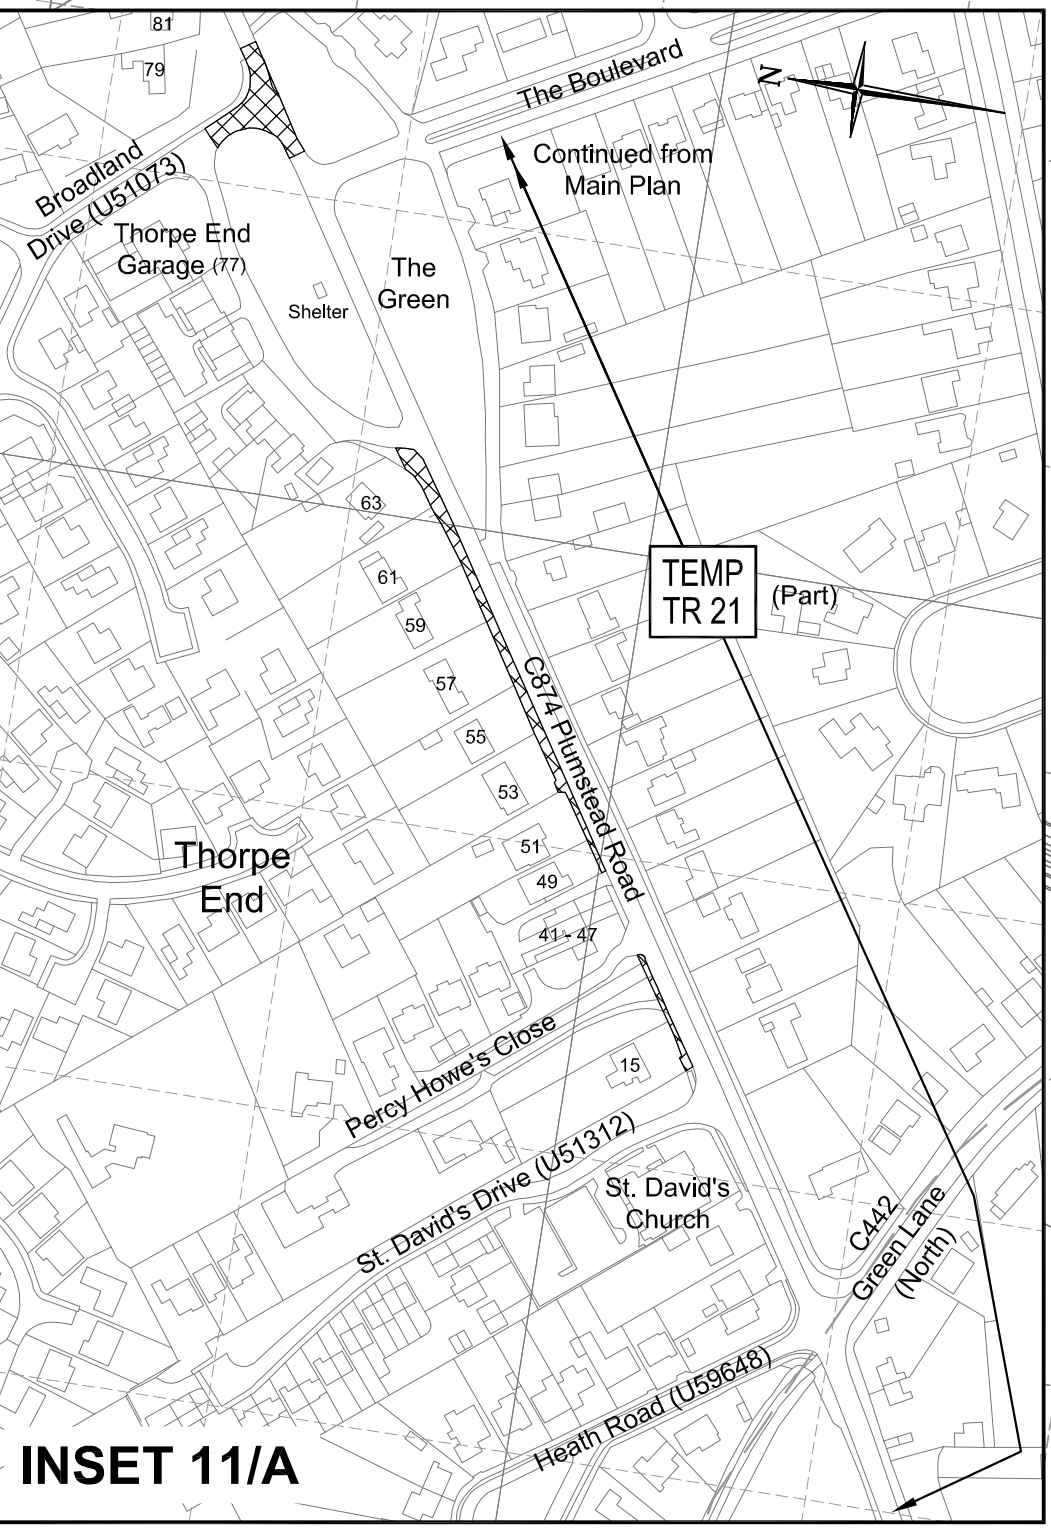 81
79
The Boulevard
N
Continued from
Main Plan
Broadland
Drive (U51073)
Thorpe End
Garage (77)
The
Green
Shelter
63
TEMP
TR 21
(Part)
61
59
57
55
53
51
49
41 - 47
C874 Plumstead Road
Thorpe
End
Percy Howe's Close
15
St. David's Drive (U51312)
St. David's
Church
C442
Green Lane
(North)
Heath Road (U59648)
INSET 11/A